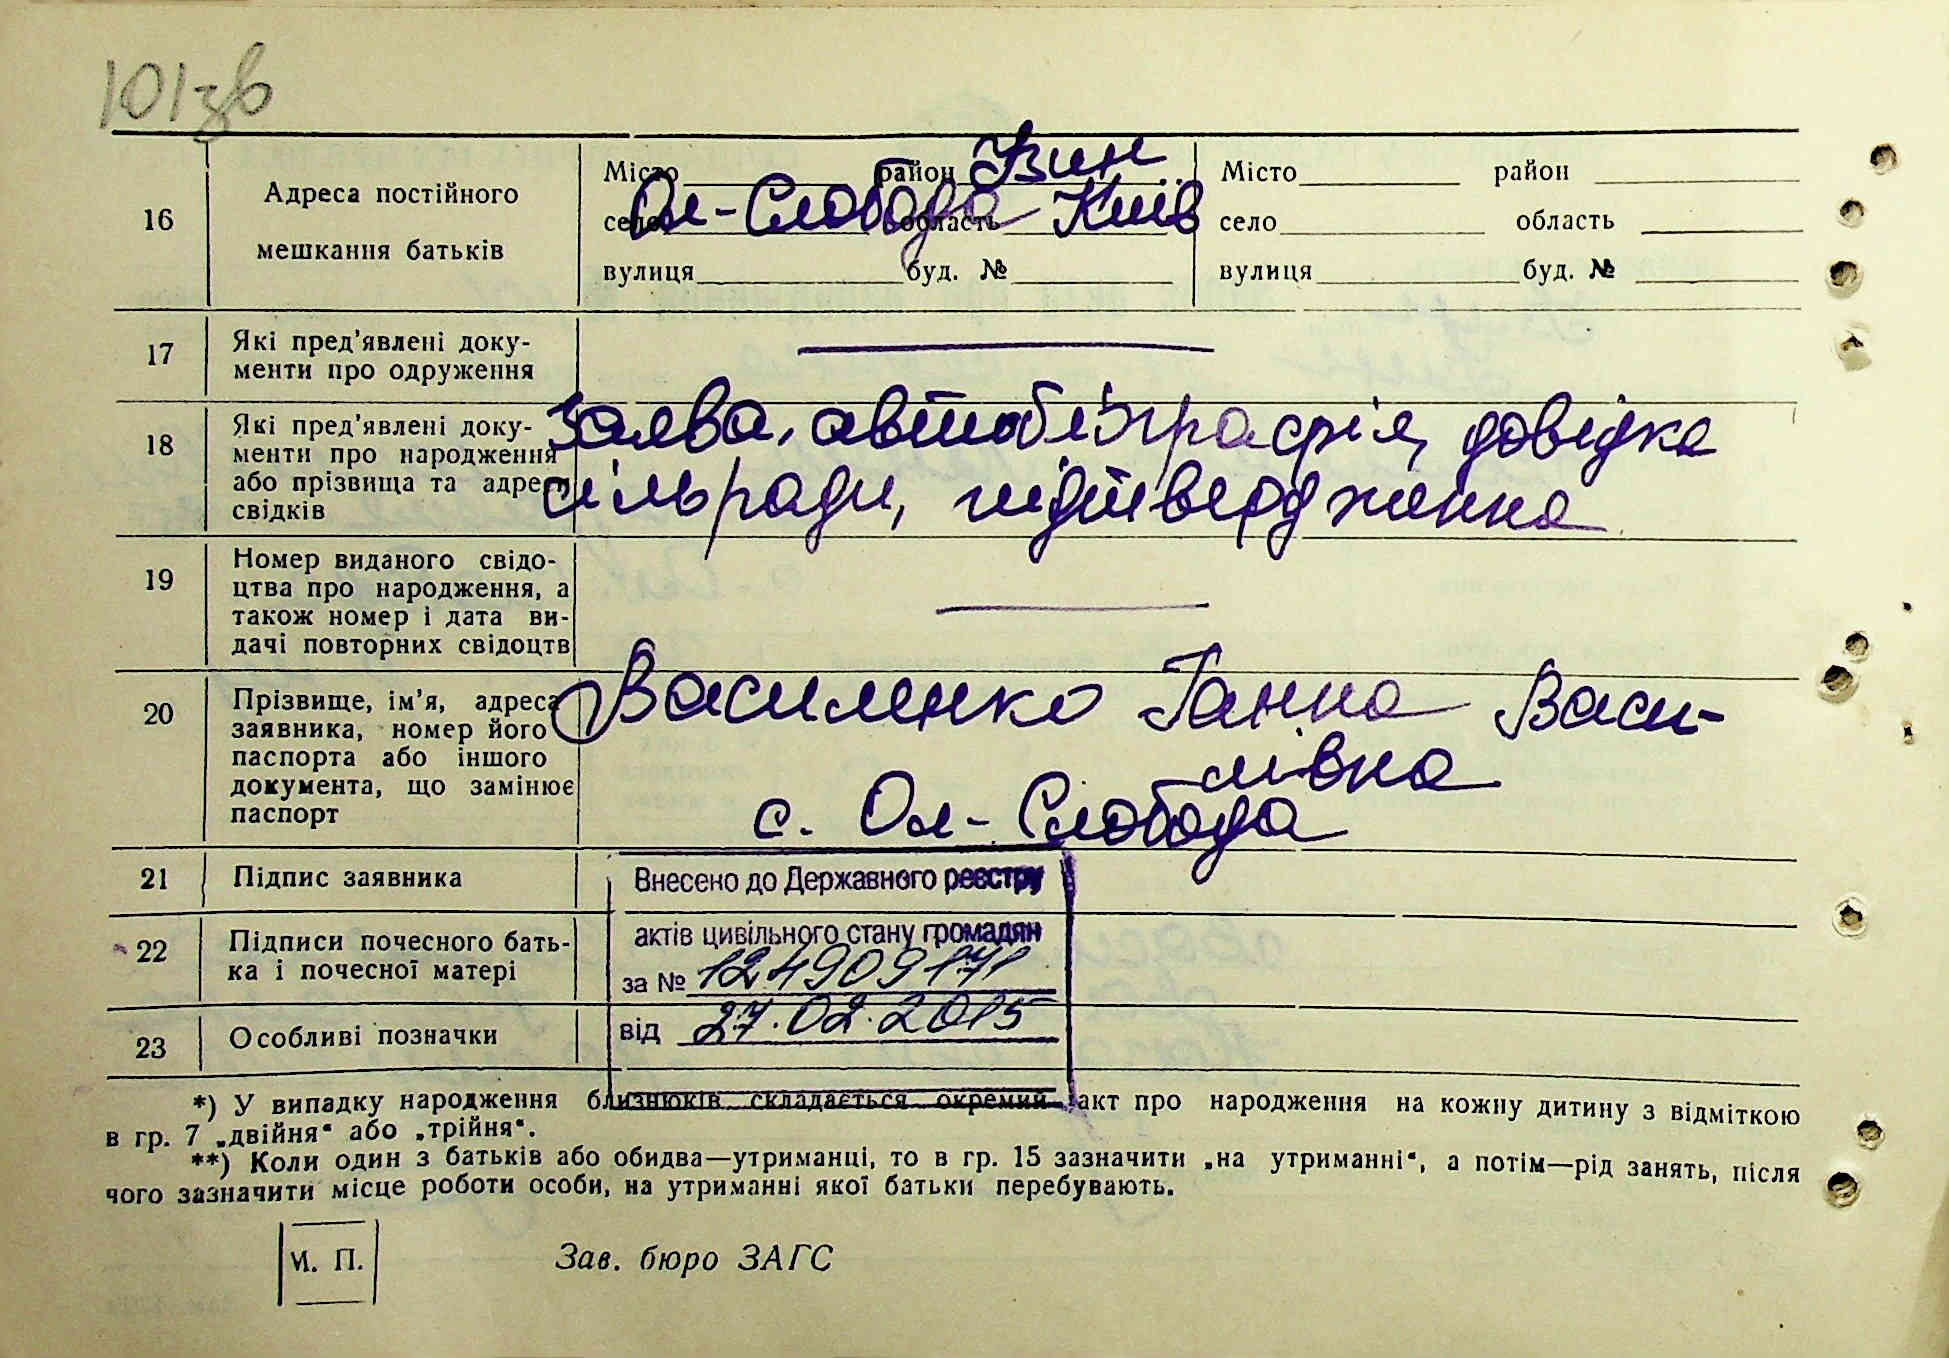 101зв
16 Адреса постійного мешкання батьків
Місто район Узин Місто район
село Ол-Слобода область Київ село область
вулиця буд. № вулиця буд. №
17 Які пред'явлені доку-
менти про одруження
18 Які пред'явлені доку-
менти про народження
або прізвища та адреси
свідків
Заява, автобіографія, довідка
сільради, підтвердження
19 Номер виданого свідо-
цтва про народження, а
також номер і дата ви-
дачі повторних свідоцтв
20 Прізвище, ім'я, адреса
заявника, номер його
паспорта або іншого
документа, що замінює
паспорт
Василенко Ганна Васи-
лівна
с. Ол-Слобода
21 Підпис заявника
22 Підписи почесного бать-
ка і почесної матері
23 Особливі позначки
Внесено до Державного реєстру
актів цивільного стану громадян
за № 124909171
від 27.02.2015
*) У випадку народження близнюків складається окремий акт про народження на кожну дитину з відміткою
в гр. 7 „двійня“ або „трійня“.
**) Коли один з батьків або обидва—утриманці, то в гр. 15 зазначити „на утриманні“, а потім—рід занять, після
чого зазначити місце роботи особи, на утриманні якої батьки перебувають.
М. П. Зав. бюро ЗАГС